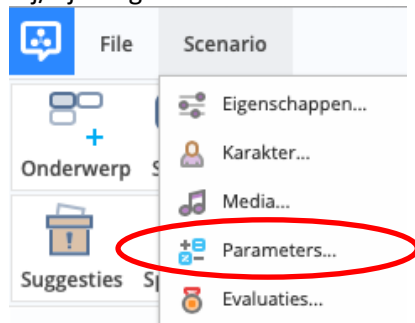 File Scenario
Eigenschappen...
Karakter...
Onderwerp
Media...
Parameters...
Suggesties
Evaluaties...